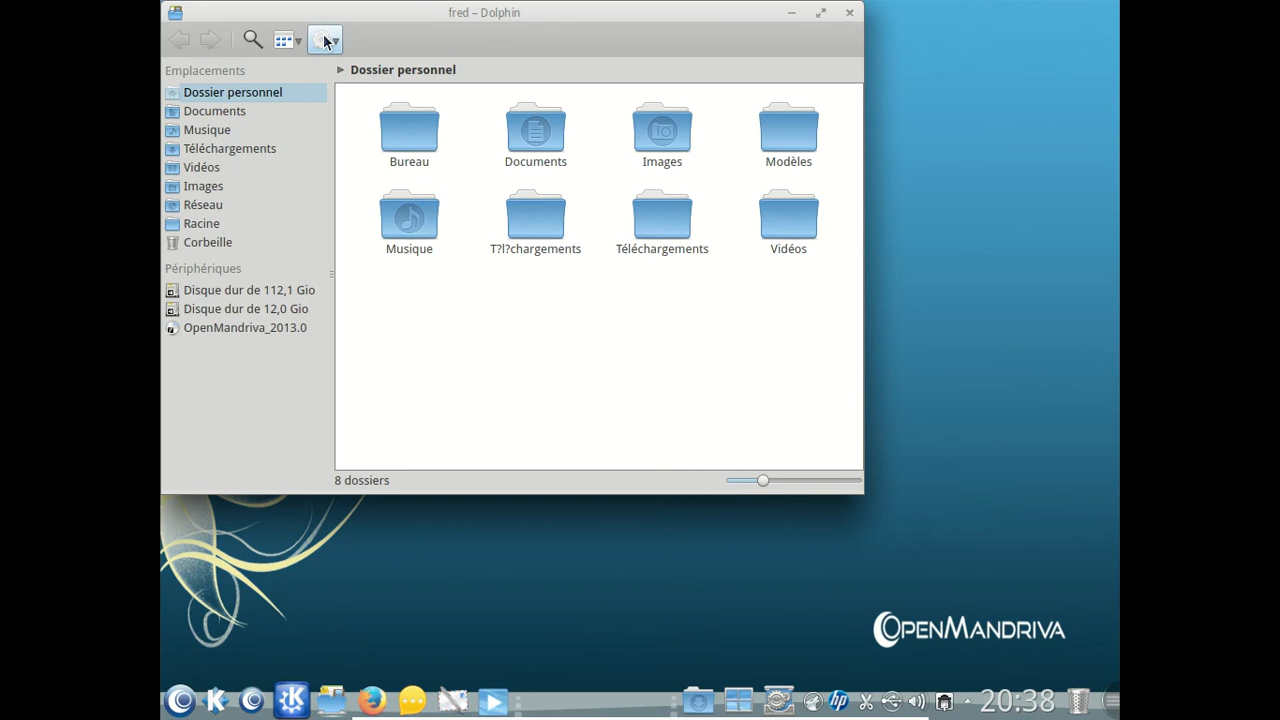 fred – Dolphin
Emplacements
Dossier personnel
Documents
Musique
Téléchargements
Vidéos
Images
Réseau
Racine
Corbeille
Périphériques
Disque dur de 112,1 Gio
Disque dur de 12,0 Gio
OpenMandriva_2013.0
Dossier personnel
Bureau
Documents
Images
Modèles
Musique
T?l?chargements
Téléchargements
Vidéos
8 dossiers
OPENMANDRIVA
hp
20:38